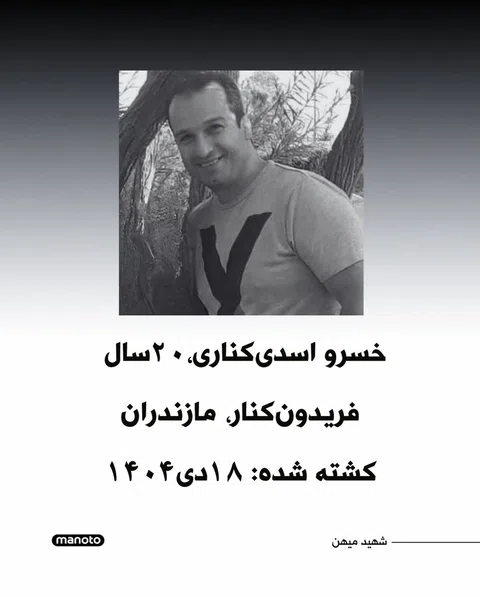 خسرو اسدی‌کناری،۲۰سال
فریدون‌کنار، مازندران
کشته شده: ۱۸دی۱۴۰۴
شهید میهن
manoto